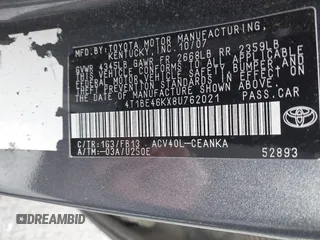 MFD. BY: TOYOTA MOTOR MANUFACTURING,
KENTUCKY, INC. 10/07
GVWR 4345LB GAWR FR 2668LB RR 2359LB
THIS VEHICLE CONFORMS TO ALL APPLICABLE
FEDERAL MOTOR VEHICLE SAFETY, BUMPER,
AND THEFT PREVENTION STANDARDS IN EFFECT
ON THE DATE OF MANUFACTURE SHOWN ABOVE.
4T1BE46KX8U762021 PASS.CAR
C/TR:1G3/FB13 ACV40L-CEANKA
A/TM:-03A/U250E
52893
TOYOTA
DREAMBID